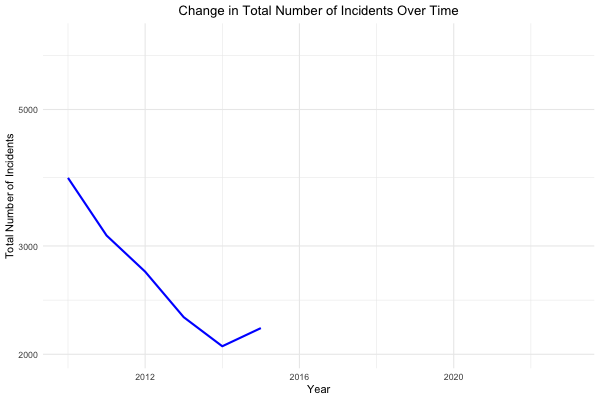 Change in Total Number of Incidents Over Time
Total Number of Incidents
5000
3000
2000
2012
2016
2020
Year